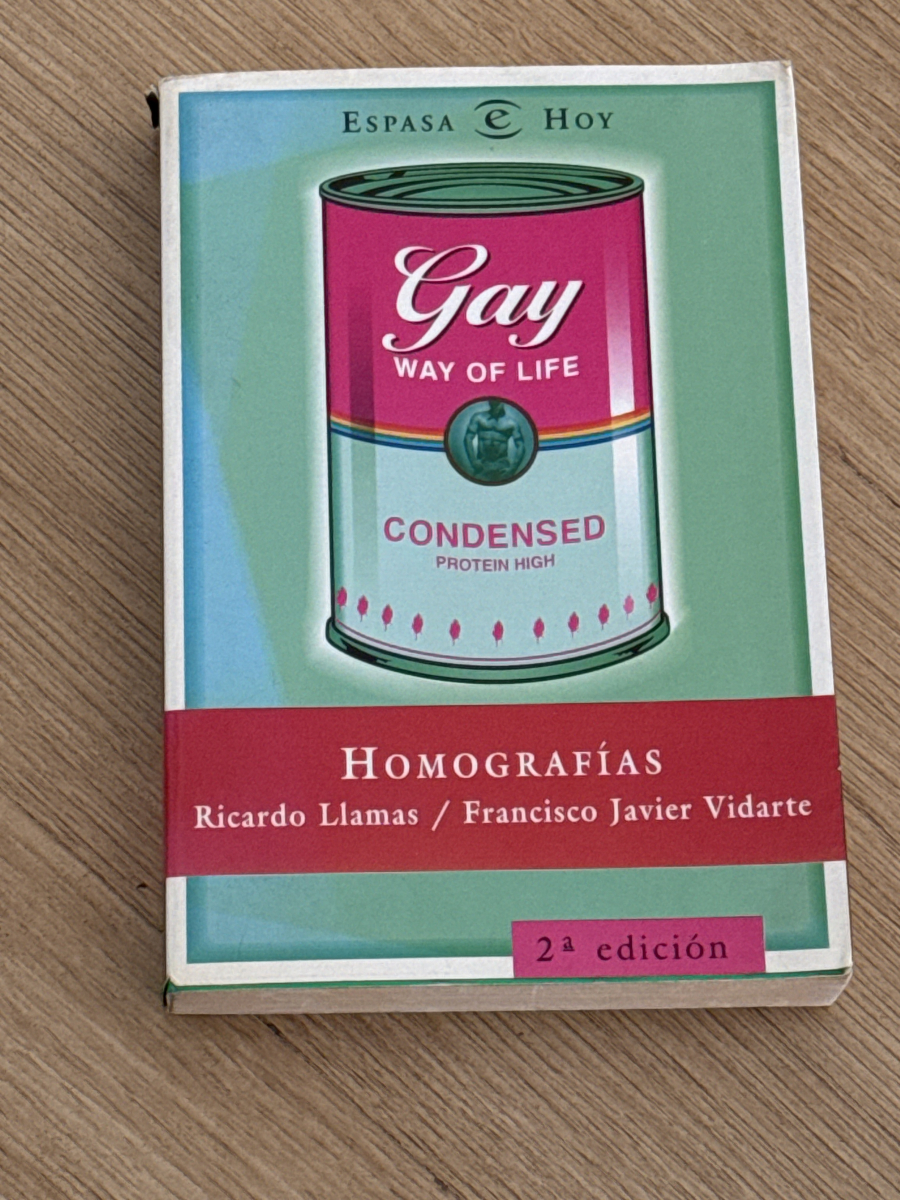 ESPASA e HOY
Gay
WAY OF LIFE
CONDENSED
PROTEIN HIGH
HOMOGRAFÍAS
Ricardo Llamas / Francisco Javier Vidarte
2ª edición